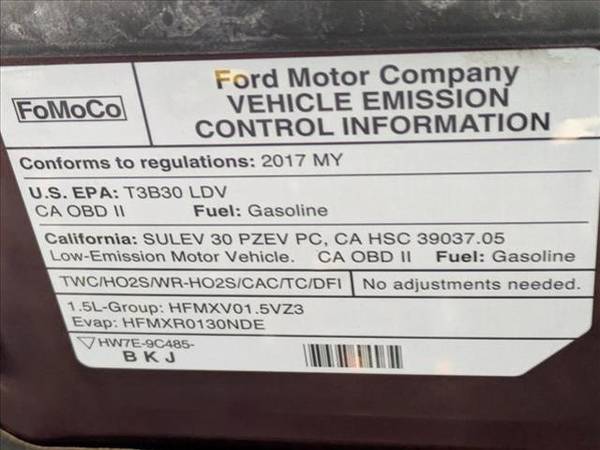 FoMoCo
Ford Motor Company
VEHICLE EMISSION
CONTROL INFORMATION
Conforms to regulations: 2017 MY
U.S. EPA: T3B30 LDV
CA OBD II Fuel: Gasoline
California: SULEV 30 PZEV PC, CA HSC 39037.05
Low-Emission Motor Vehicle. CA OBD II Fuel: Gasoline
TWC/HO2S/WR-HO2S/CAC/TC/DFI No adjustments needed.
1.5L-Group: HFMXV01.5VZ3
Evap: HFMXR0130NDE
HW7E-9C485-
B K J